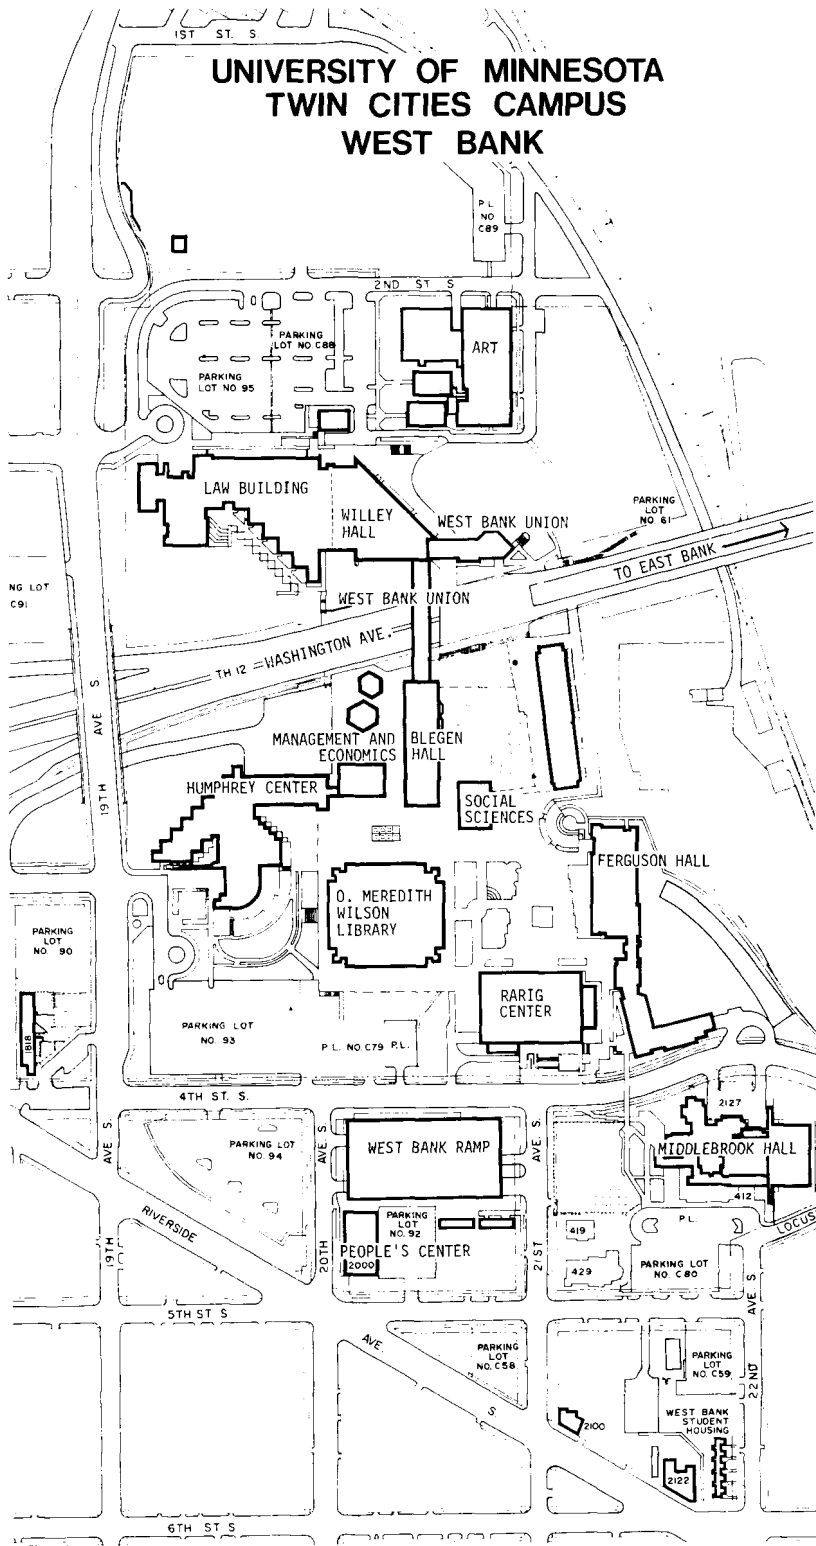 1ST ST. S.
UNIVERSITY OF MINNESOTA
TWIN CITIES CAMPUS
WEST BANK
P.L.
NO
C89
2ND ST S
PARKING
LOT NO. C88
ART
PARKING
LOT NO 95
LAW BUILDING
WILLEY
HALL
WEST BANK UNION
PARKING
LOT
NO. 61
TO EAST BANK
NG LOT
C91
WEST BANK UNION
TH 12 WASHINGTON AVE.
19TH AVE S.
MANAGEMENT AND
ECONOMICS
BLEGEN
HALL
HUMPHREY CENTER
SOCIAL
SCIENCES
FERGUSON HALL
O. MEREDITH
WILSON
LIBRARY
PARKING
LOT
NO. 90
RARIG
CENTER
1818
PARKING LOT
NO. 93
P.L. NO.C79
P.L.
4TH ST. S.
2127
19TH AVE. S.
PARKING LOT
NO. 94
20TH AVE. S.
WEST BANK RAMP
21ST AVE. S.
MIDDLEBROOK HALL
412
RIVERSIDE
PARKING
LOT
NO.92
PEOPLE'S CENTER
2000
419
429
P.L.
LOCUS
PARKING LOT
NO. C80
22ND AVE S.
5TH ST S
AVE.
S.
PARKING
LOT
NO. C58
PARKING
LOT
NO. C59
WEST BANK
STUDENT
HOUSING
2100
2122
6TH ST S